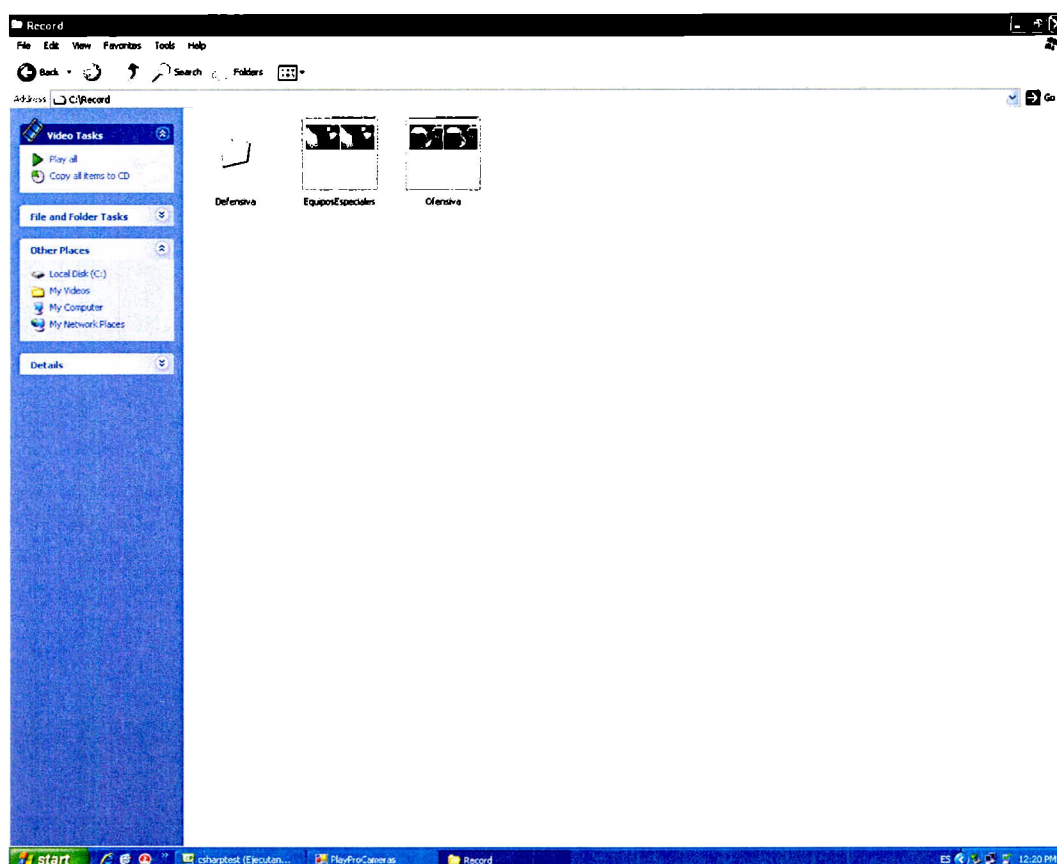 Record
File Edit View Favorites Tools Help
Back Search Folders
Address C:\Record Go
Video Tasks
Play all
Copy all items to CD
File and Folder Tasks
Other Places
Local Disk (C:)
My Videos
My Computer
My Network Places
Details
Defensiva EquiposEspeciales Ofensiva
start csharptest (Ejecutan... PlayProCameras Record ES 12:20 PM